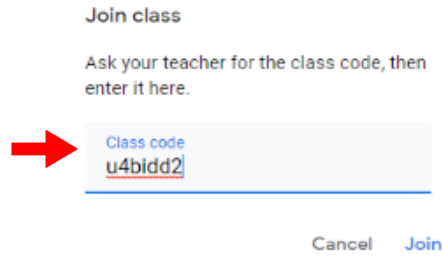 Join class
Ask your teacher for the class code, then
enter it here.
Class code
u4bidd2
Cancel Join